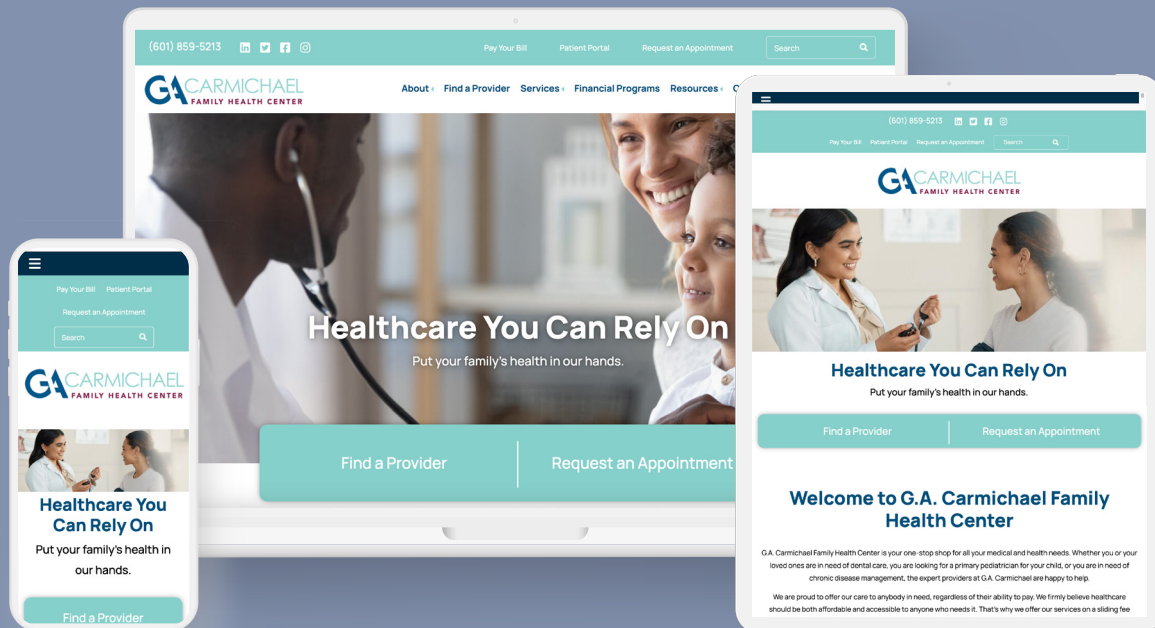 (601) 859-5213
Pay Your Bill Patient Portal Request an Appointment Search
GA CARMICHAEL
FAMILY HEALTH CENTER
About Find a Provider Services Financial Programs Resources
Healthcare You Can Rely On
Put your family's health in our hands.
Find a Provider Request an Appointment
Pay Your Bill Patient Portal
Request an Appointment
Search
GA CARMICHAEL
FAMILY HEALTH CENTER
Healthcare You
Can Rely On
Put your family's health in
our hands.
Find a Provider
(601) 859-5213
Pay Your Bill Patient Portal Request an Appointment Search
GA CARMICHAEL
FAMILY HEALTH CENTER
Healthcare You Can Rely On
Put your family's health in our hands.
Find a Provider Request an Appointment
Welcome to G.A. Carmichael Family
Health Center
G.A. Carmichael Family Health Center is your one-stop shop for all your medical and health needs. Whether you or your
loved ones are in need of dental care, you are looking for a primary pediatrician for your child, or you are in need of
chronic disease management, the expert providers at G.A. Carmichael are happy to help.
We are proud to offer our care to anybody in need, regardless of their ability to pay. We firmly believe healthcare
should be both affordable and accessible to anyone who needs it. That's why we offer our services on a sliding fee